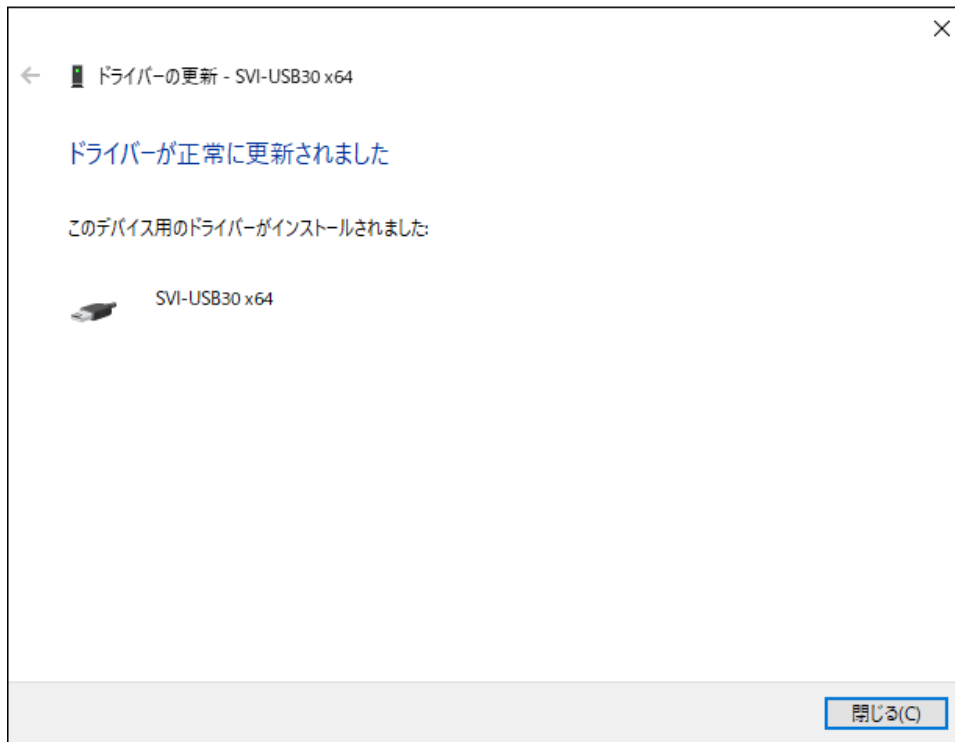 ドライバーの更新 - SVI-USB30 x64
ドライバーが正常に更新されました
このデバイス用のドライバーがインストールされました:
SVI-USB30 x64
閉じる(C)